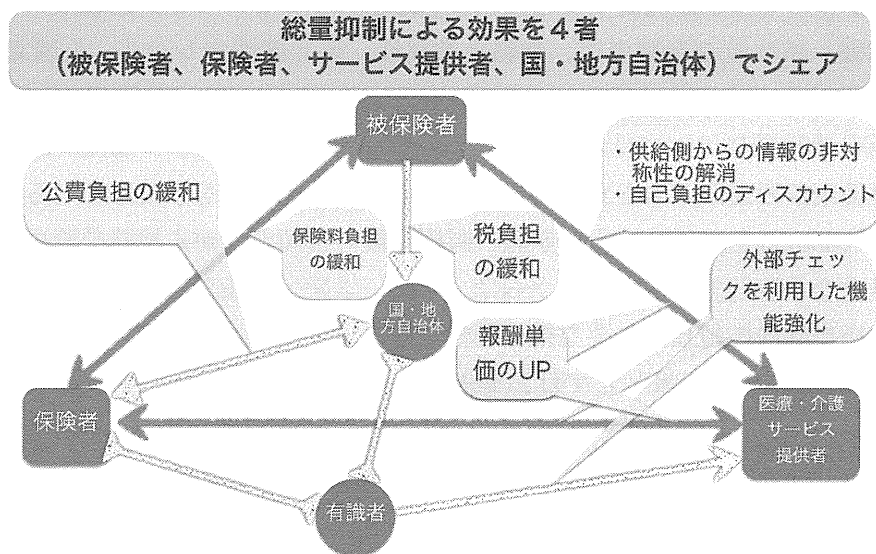 総量抑制による効果を４者
（被保険者、保険者、サービス提供者、国・地方自治体）でシェア
被保険者
公費負担の緩和
保険料負担
の緩和
税負担
の緩和
・供給側からの情報の非対
称性の解消
・自己負担のディスカウント
外部チェッ
クを利用した機
能強化
国・地
方自治体
報酬単
価のUP
保険者
医療・介護
サービス
提供者
有識者